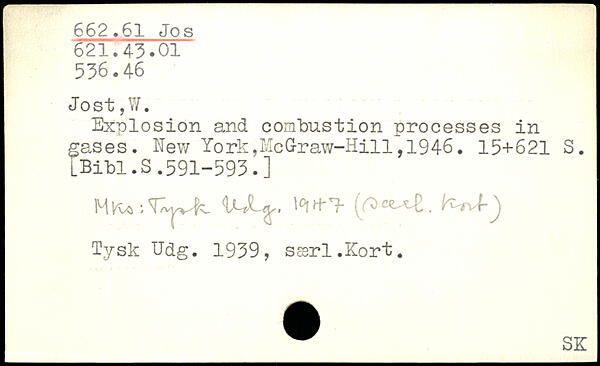 662.61 Jos
621.43.01
536.46
Jost,W.
Explosion and combustion processes in
gases. New York,McGraw-Hill,1946. 15+621 S.
[Bibl.S.591-593.]
Mks: Tysk Udg. 1947 (særl. Kort)
Tysk Udg. 1939, særl.Kort.
SK